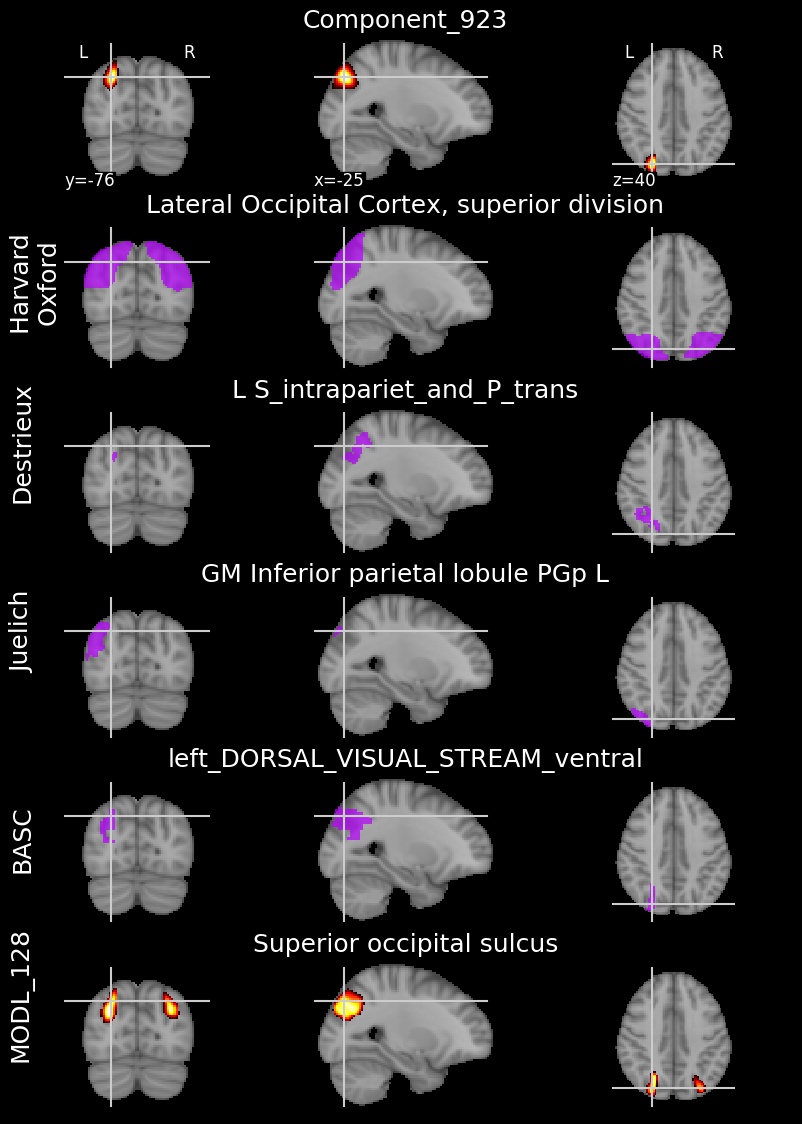 Component_923
L R L R
y=-76 x=-25 z=40
Lateral Occipital Cortex, superior division
Harvard
Oxford
L S_intrapariet_and_P_trans
Destrieux
GM Inferior parietal lobule PGp L
Juelich
left_DORSAL_VISUAL_STREAM_ventral
BASC
Superior occipital sulcus
MODL_128